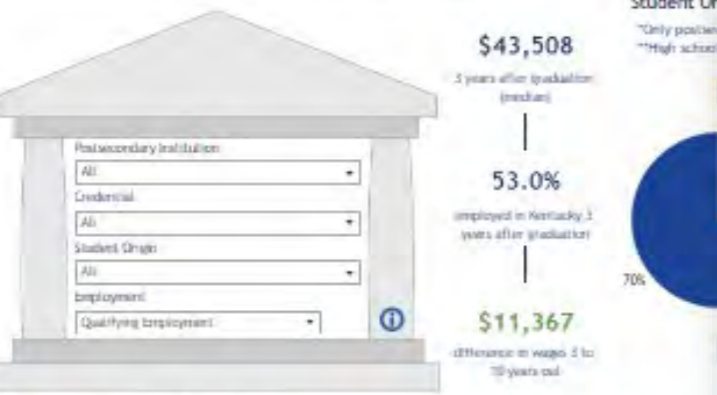 Postsecondary Institution
All
Credential
All
Student Origin
All
Employment
Qualifying Employment
$43,508
3 years after graduation
(median)
53.0%
employed in Kentucky 3
years after graduation
$11,367
difference in wages 3 to
10 years out
Student Or
*Only postsec
**High school
70%